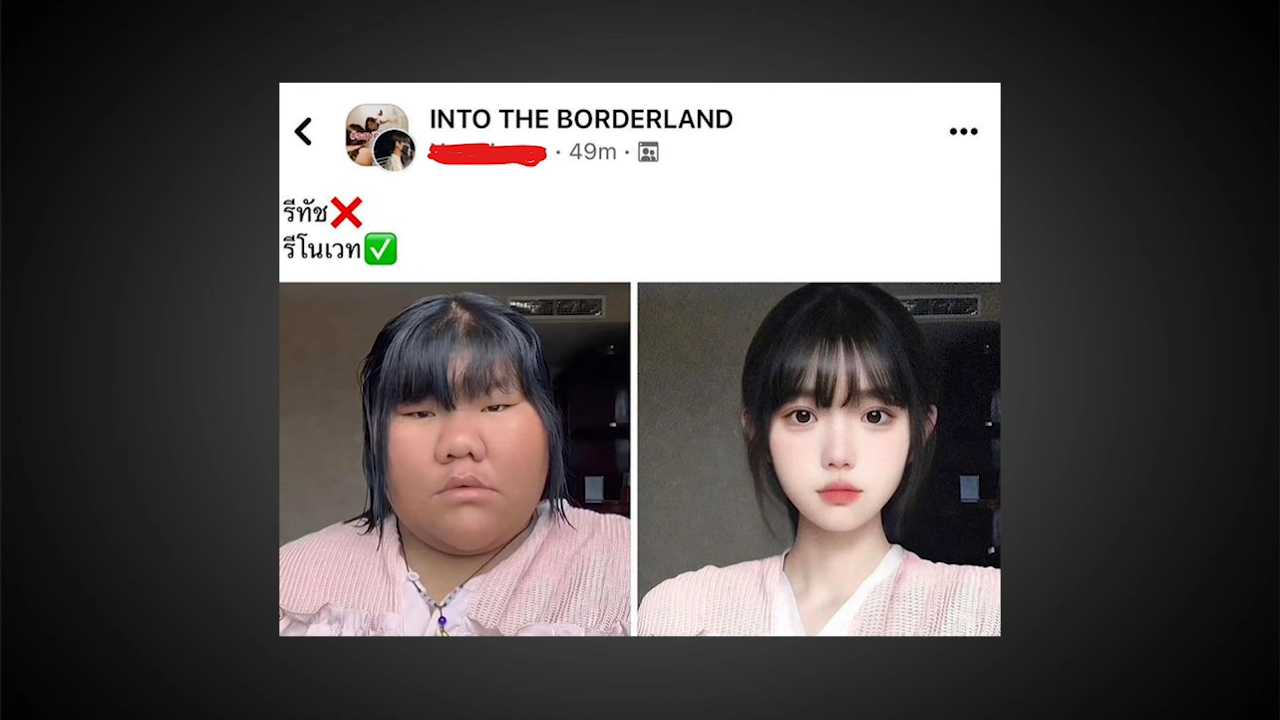 INTO THE BORDERLAND
· 49m ·
รีทัช❌
รีโนเวท✅